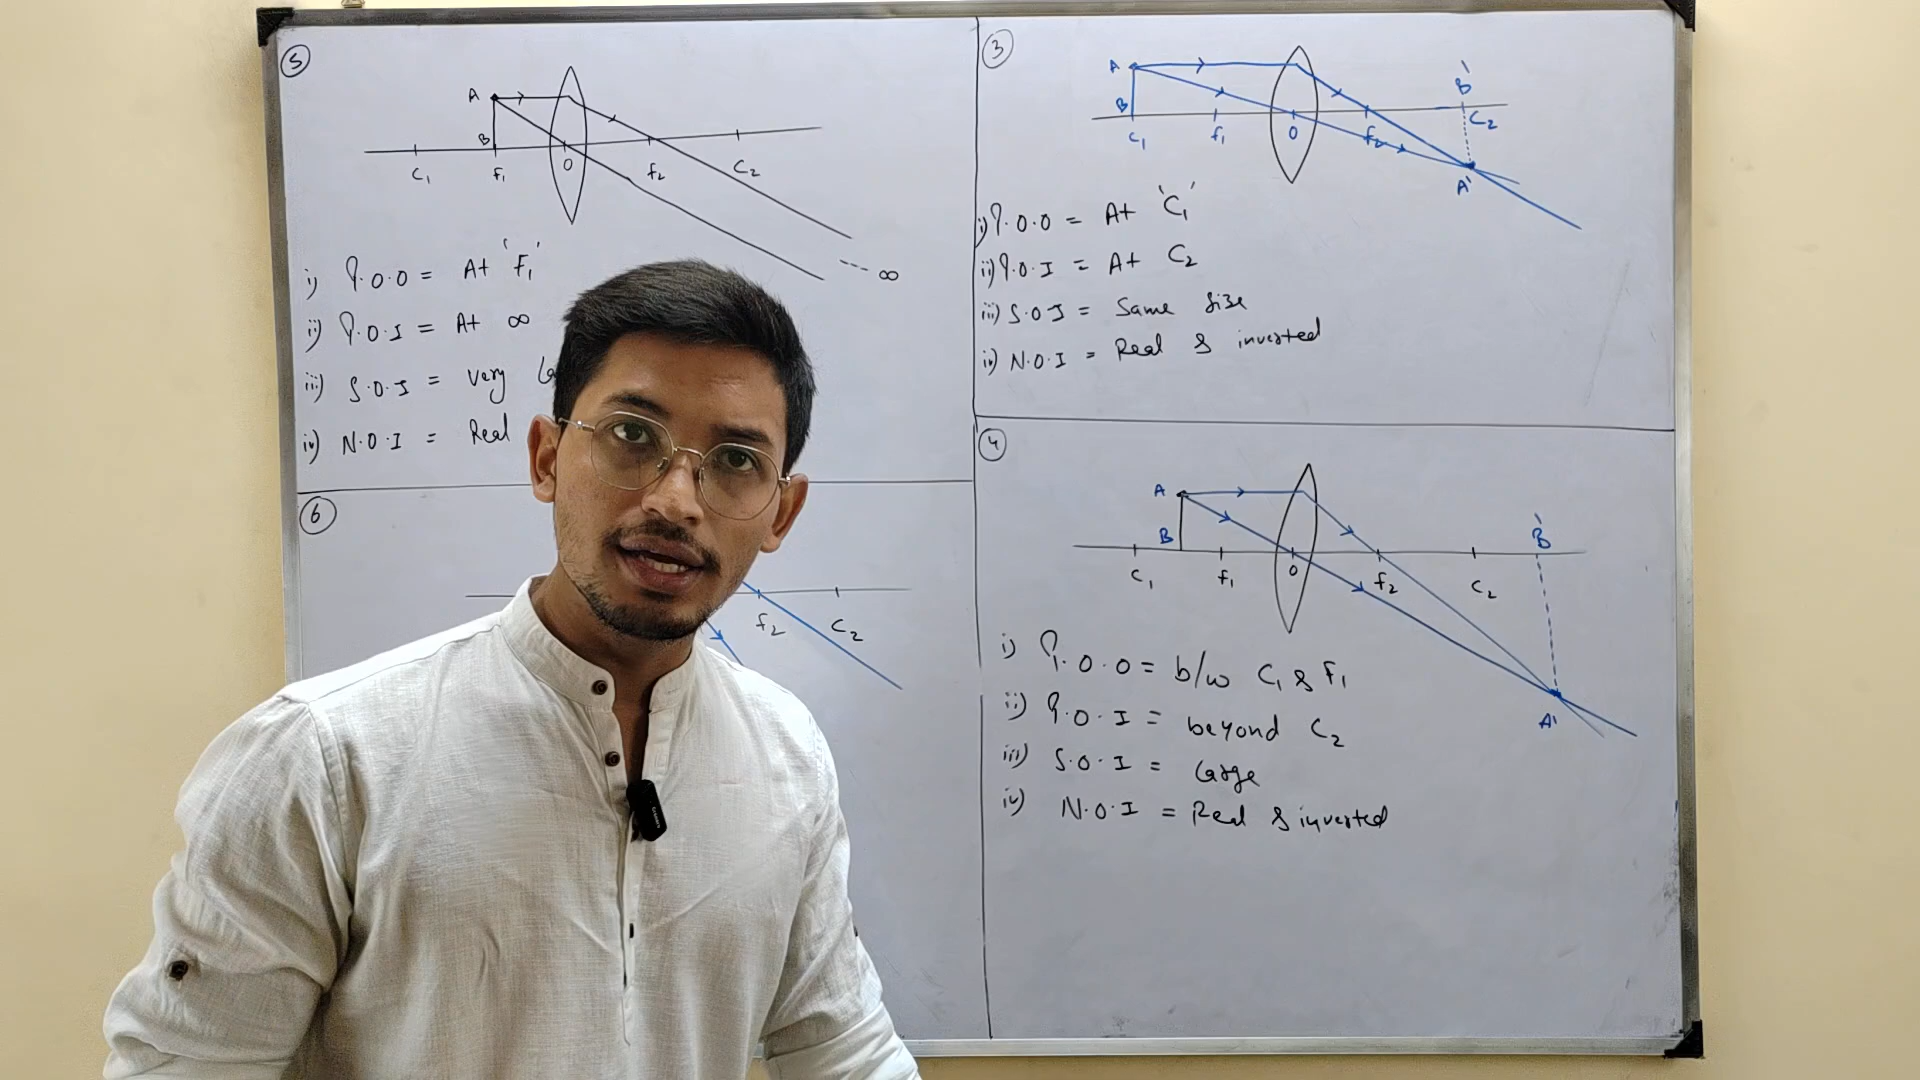 5
A
B
C₁ F₁ O f₂ C₂
--- ∞
i) P.O.O = At 'F₁'
ii) P.O.I = At ∞
iii) S.O.I = very
iv) N.O.I = Real
6
f₂ C₂
3
A B'
B C₂
C₁ f₁ O f₂
A'
i) P.O.O = At 'C₁'
ii) P.O.I = At C₂
iii) S.O.I = Same Size
iv) N.O.I = Real & inverted
4
A
B B'
C₁ F₁ O f₂ C₂
A'
i) P.O.O = b/w C₁ & F₁
ii) P.O.I = beyond C₂
iii) S.O.I = large
iv) N.O.I = Real & inverted